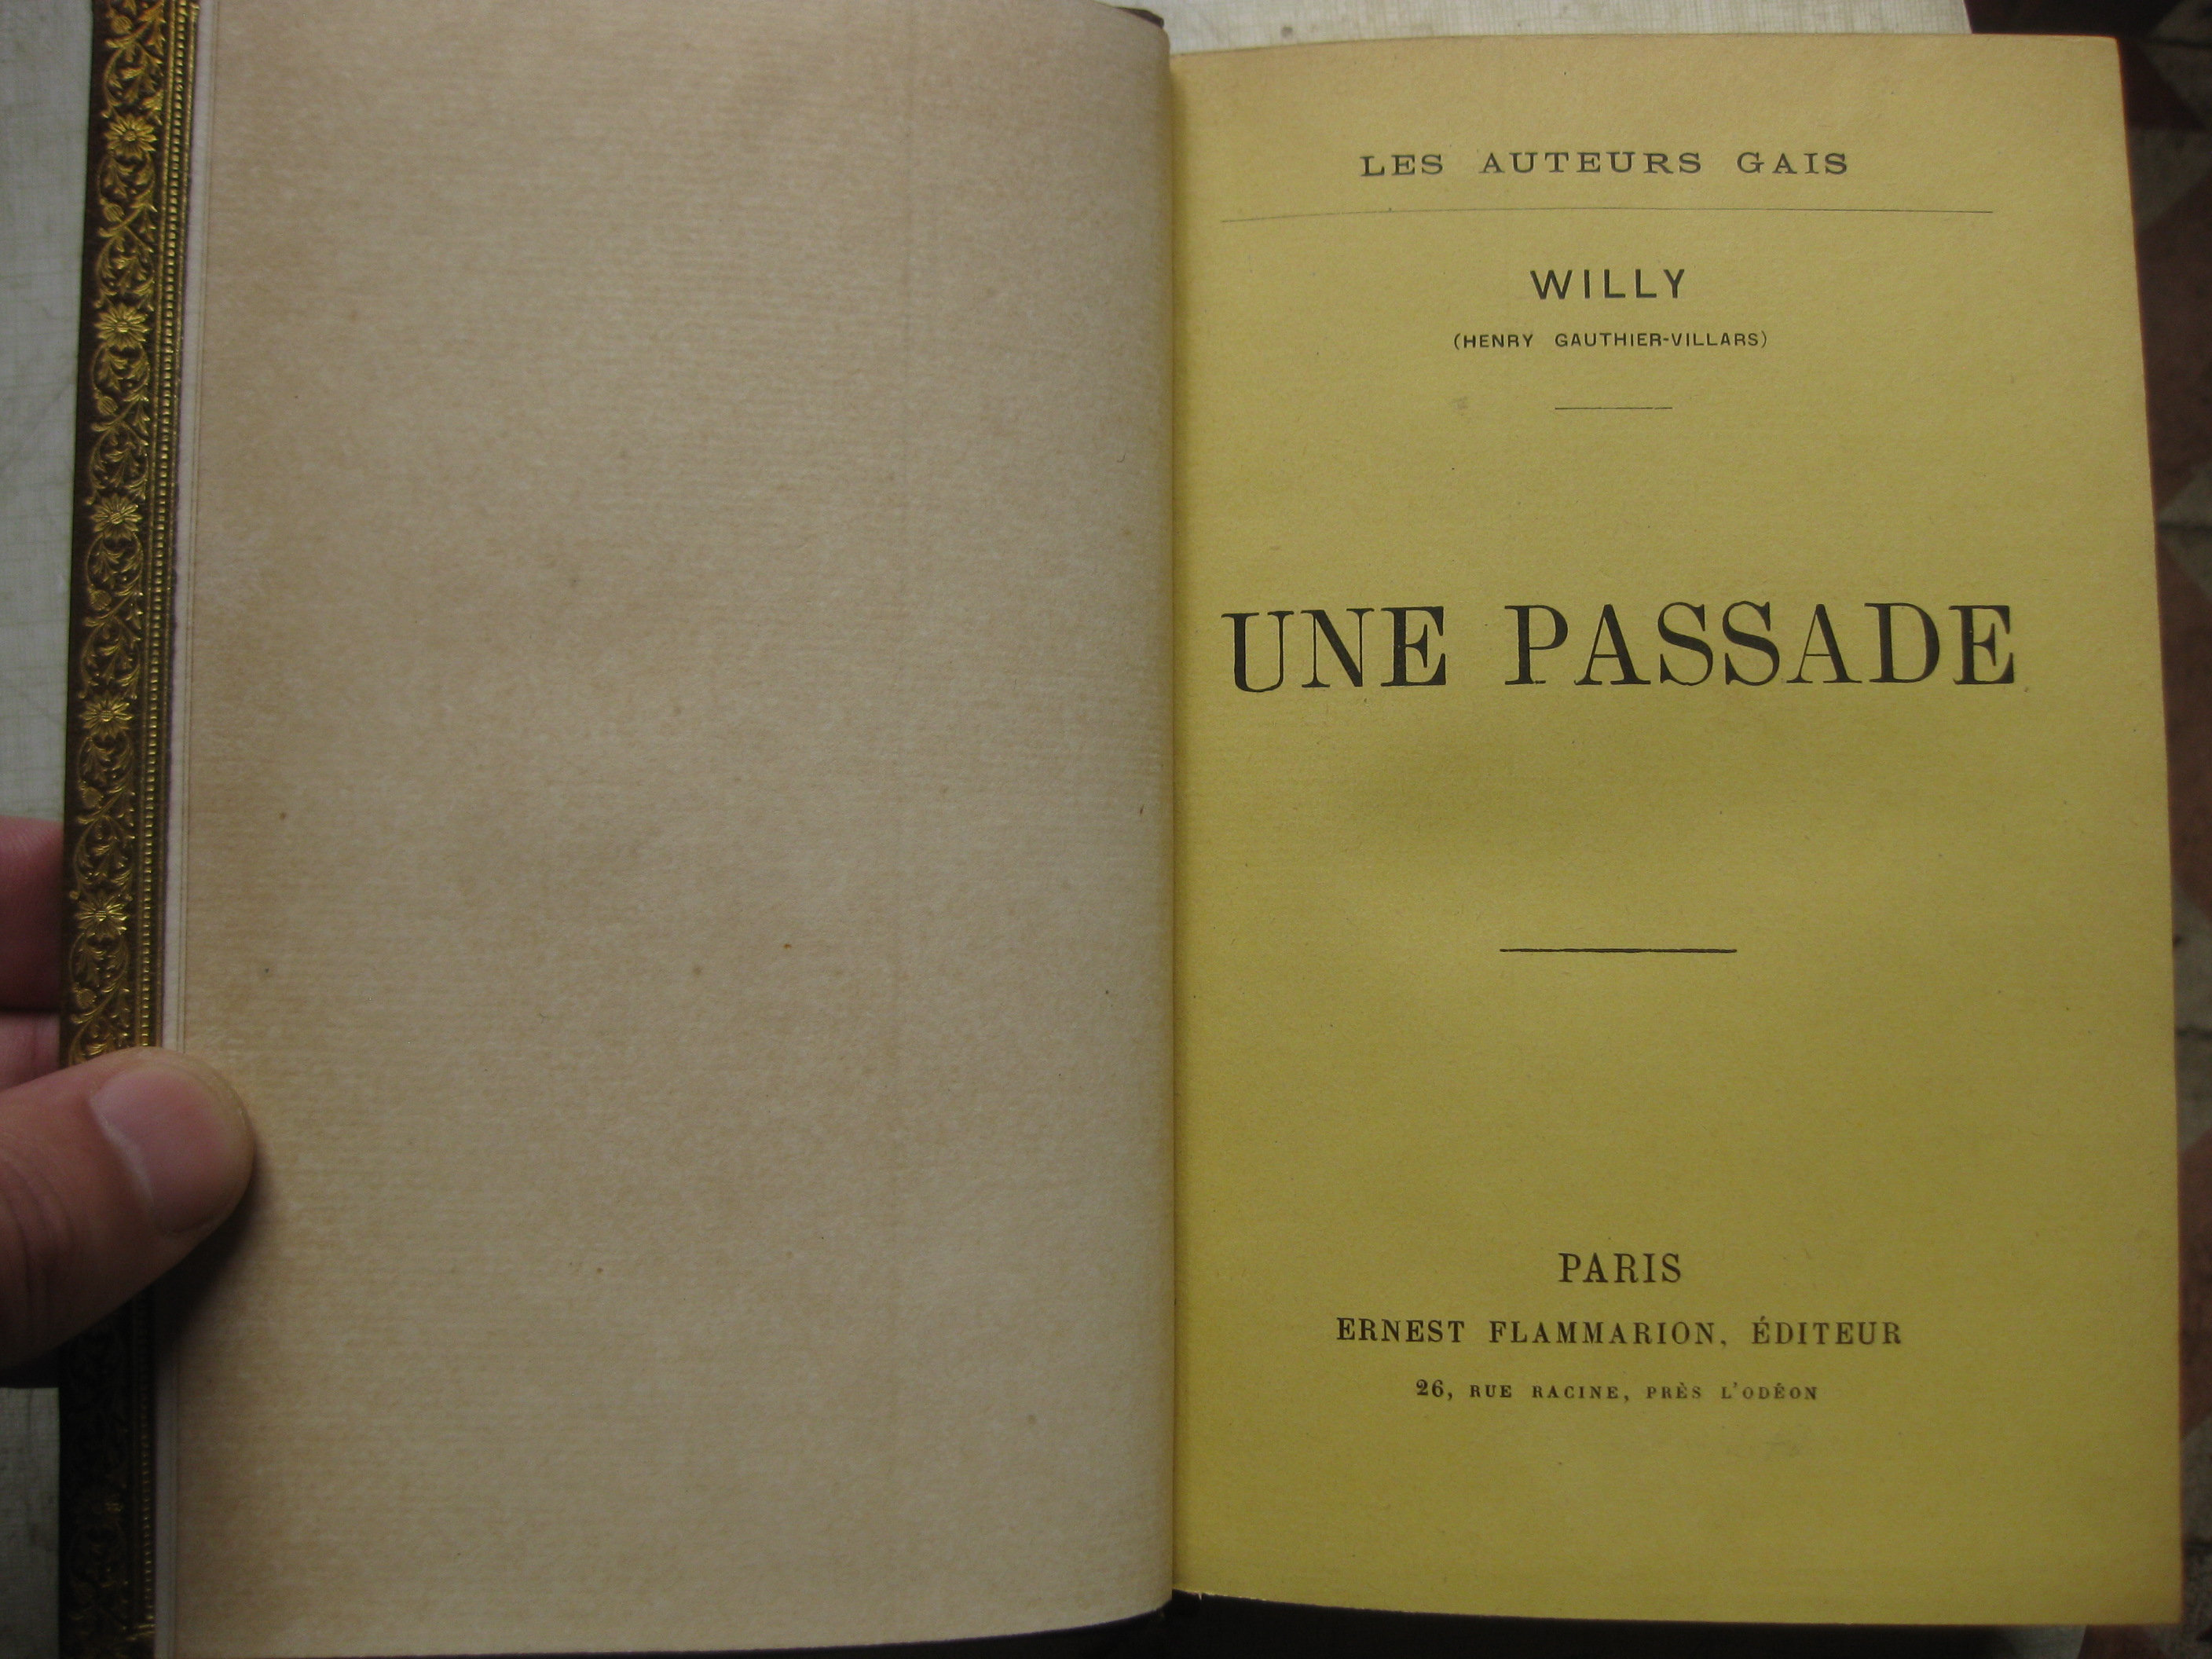 LES AUTEURS GAIS
WILLY
(HENRY GAUTHIER-VILLARS)
UNE PASSADE
PARIS
ERNEST FLAMMARION, ÉDITEUR
26, RUE RACINE, PRÈS L'ODÉON